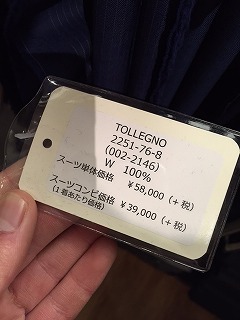 TOLLEGNO
2251-76-8
(002-2146)
W 100%
スーツ単体価格 ¥58,000 (+税)
スーツコンビ価格 ¥39,000 (+税)
(1着あたり価格)